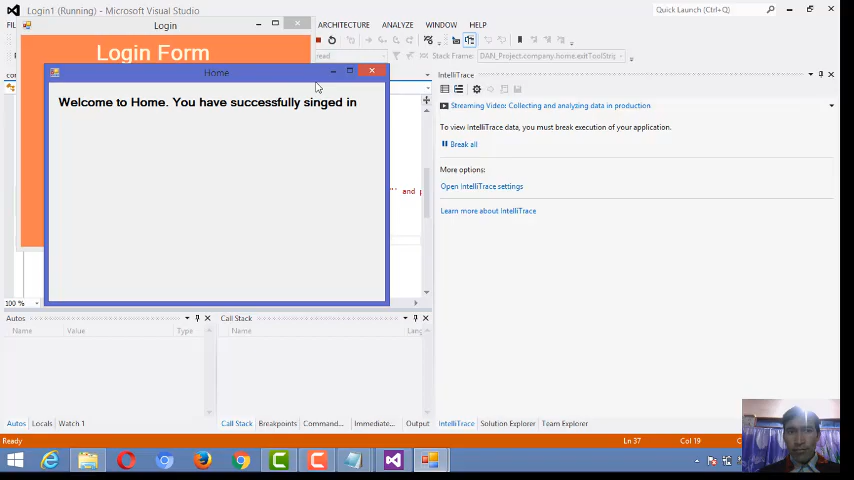 Login1 (Running) - Microsoft Visual Studio
Quick Launch (Ctrl+Q)
Login
ARCHITECTURE ANALYZE WINDOW HELP
Stack Frame: DAN_Project.company.home.exitToolStrip
Login Form
Home
Welcome to Home. You have successfully singed in
"' and p
IntelliTrace
Streaming Video: Collecting and analyzing data in production
To view IntelliTrace data, you must break execution of your application.
Break all
More options:
Open IntelliTrace settings
Learn more about IntelliTrace
100 %
Autos
Name Value Type
Call Stack
Name Lang
Autos Locals Watch 1
Call Stack Breakpoints Command... Immediate... Output
IntelliTrace Solution Explorer Team Explorer
Ready Ln 37 Col 19